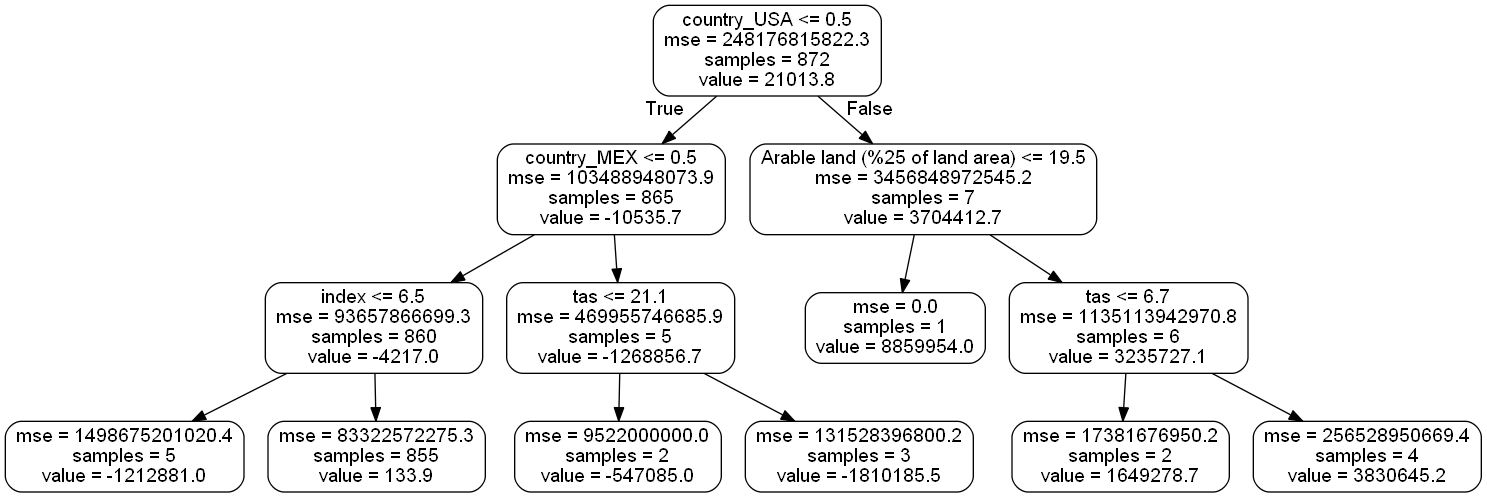 country_USA <= 0.5
mse = 248176815822.3
samples = 872
value = 21013.8
True
False
country_MEX <= 0.5
mse = 103488948073.9
samples = 865
value = -10535.7
Arable land (%25 of land area) <= 19.5
mse = 3456848972545.2
samples = 7
value = 3704412.7
index <= 6.5
mse = 93657866699.3
samples = 860
value = -4217.0
tas <= 21.1
mse = 469955746685.9
samples = 5
value = -1268856.7
mse = 0.0
samples = 1
value = 8859954.0
tas <= 6.7
mse = 1135113942970.8
samples = 6
value = 3235727.1
mse = 1498675201020.4
samples = 5
value = -1212881.0
mse = 83322572275.3
samples = 855
value = 133.9
mse = 9522000000.0
samples = 2
value = -547085.0
mse = 131528396800.2
samples = 3
value = -1810185.5
mse = 17381676950.2
samples = 2
value = 1649278.7
mse = 256528950669.4
samples = 4
value = 3830645.2